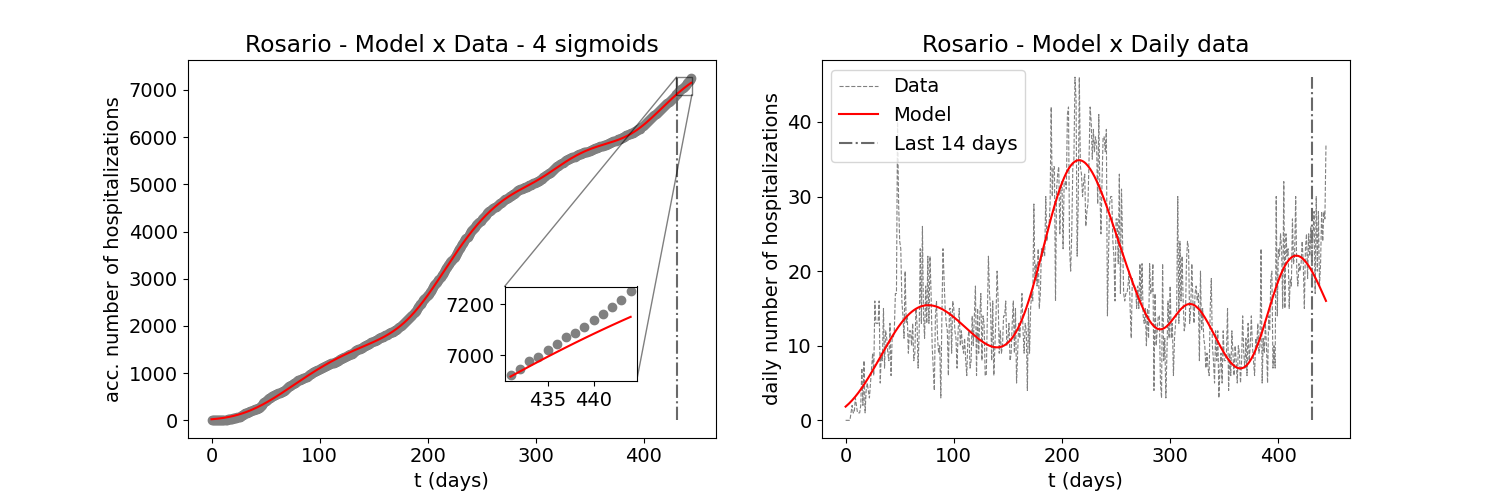 Rosario - Model x Data - 4 sigmoids
acc. number of hospitalizations
7000
6000
5000
4000
3000
2000
1000
0
7200
7000
435 440
0 100 200 300 400
t (days)
Rosario - Model x Daily data
daily number of hospitalizations
Data
Model
Last 14 days
40
30
20
10
0
0 100 200 300 400
t (days)